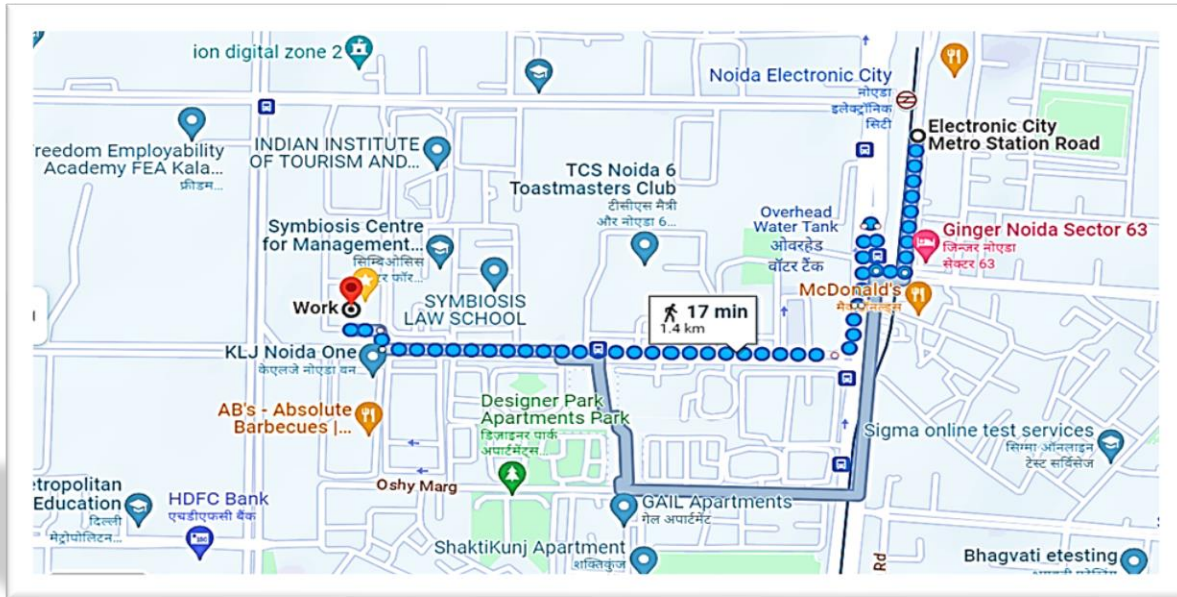 ion digital zone 2
Noida Electronic City
नोएडा
इलेक्ट्रॉनिक
सिटी
Electronic City
Metro Station Road
INDIAN INSTITUTE
OF TOURISM AND...
reedom Employability
Academy FEA Kala...
फ्रीडम...
TCS Noida 6
Toastmasters Club
टीसीएस मैत्री
और नोएडा 6...
Symbiosis Centre
for Management...
सिम्बिओसिस
टर फॉर...
Overhead
Water Tank
ओवरहेड
वॉटर टैंक
Ginger Noida Sector 63
जिन्जर नोएडा
सेक्टर 63
McDonald's
Work
SYMBIOSIS
LAW SCHOOL
17 min
1.4 km
KLJ Noida One
केएलजे नोएडा वन
AB's - Absolute
Barbecues |...
Designer Park
Apartments Park
डिज़ाइनर पार्क
अपार्टमेंट्स...
Sigma online test services
सिग्मा ऑनलाइन
टेस्ट सर्विसेज
Oshy Marg
etropolitan
Education
दिल्ली
मेट्रोपोलिटन...
HDFC Bank
एचडीएफसी बैंक
GAIL Apartments
गेल अपार्टमेंट
ShaktiKunj Apartment
शक्तिकुंज
Rd
Bhagvati etesting